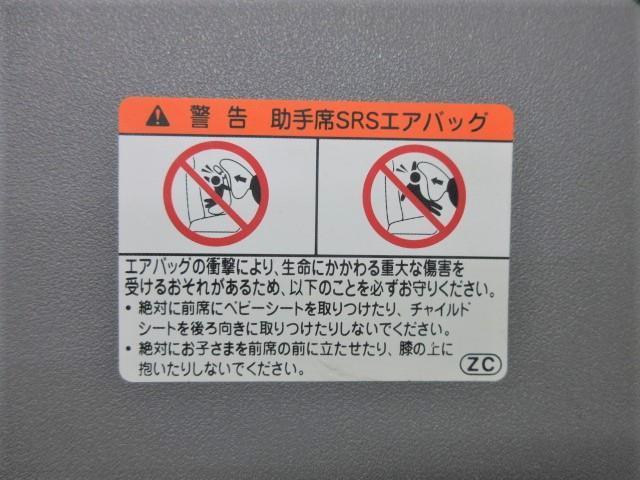 警告 助手席SRSエアバッグ
エアバッグの衝撃により、生命にかかわる重大な傷害を
受けるおそれがあるため、以下のことを必ずお守りください。
・絶対に前席にベビーシートを取りつけたり、チャイルド
シートを後ろ向きに取りつけたりしないでください。
・絶対にお子さまを前席の前に立たせたり、膝の上に
抱いたりしないでください。
ZC